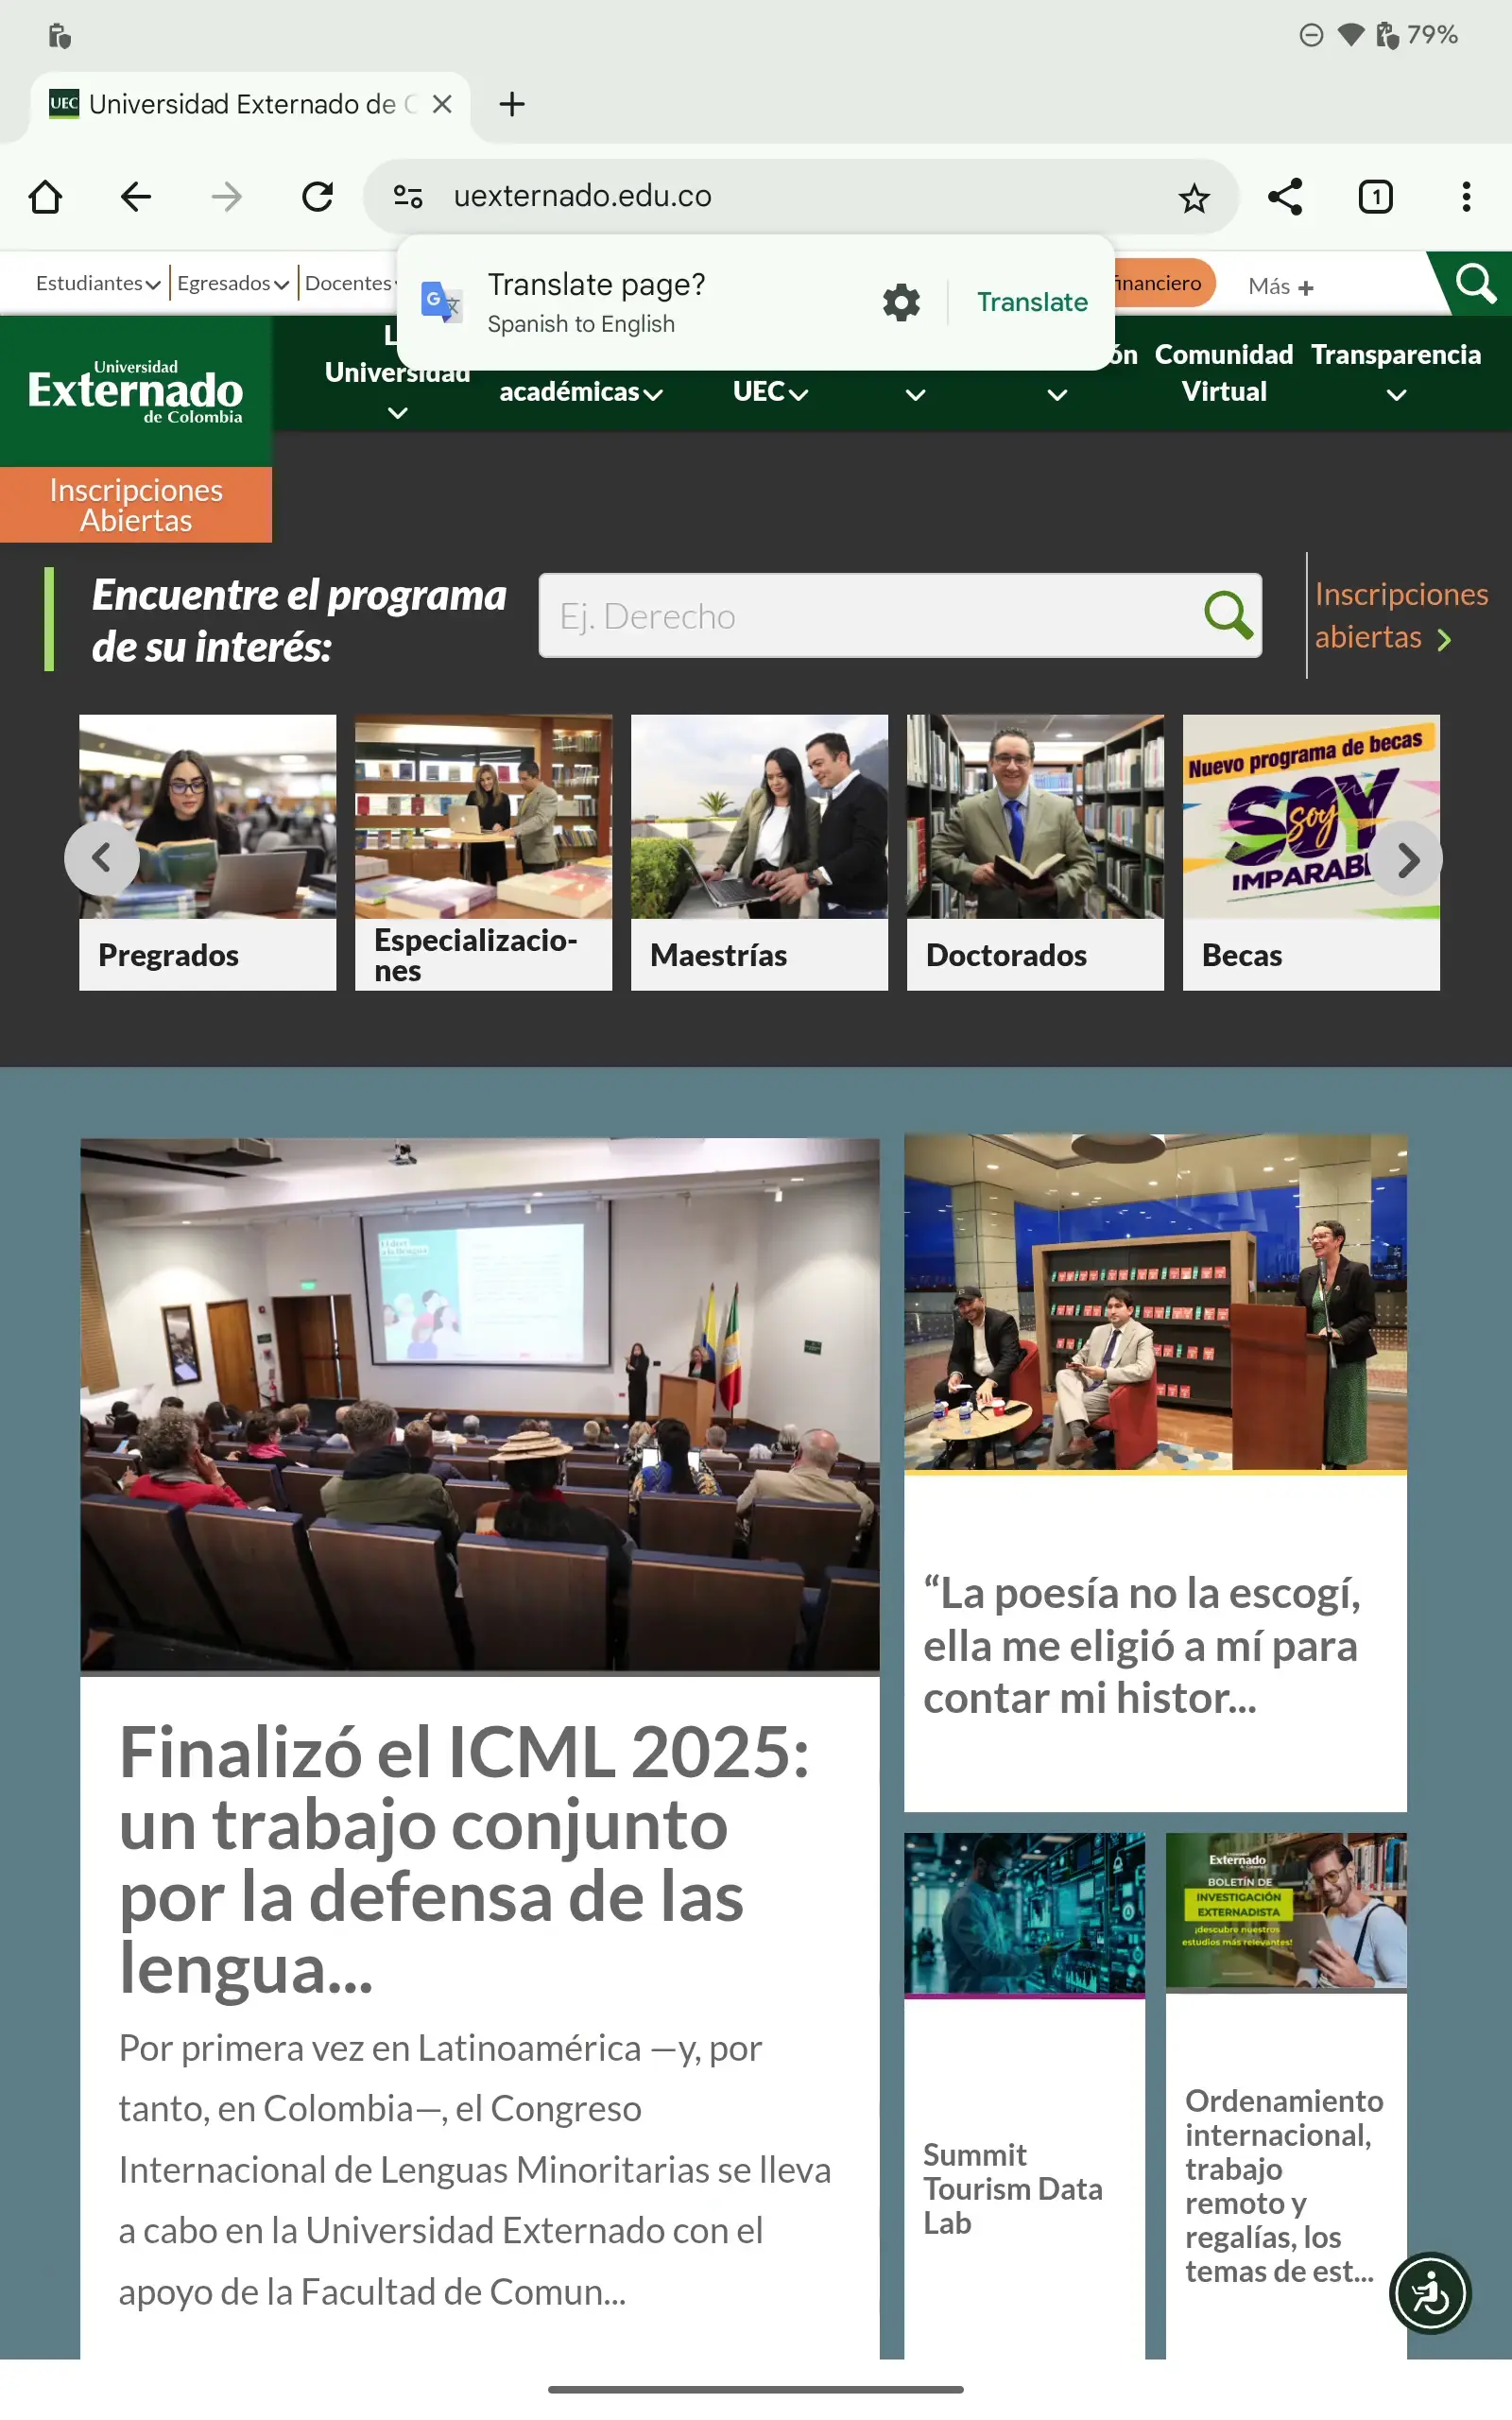 79%
UEC Universidad Externado de C
uexternado.edu.co
1
Translate page?
Spanish to English
Translate
Estudiantes
Egresados
Docentes
inanciero
Más +
Universidad
Externado
de Colombia
Universidad
académicas
UEC
ón
Comunidad
Virtual
Transparencia
Inscripciones
Abiertas
Encuentre el programa
de su interés:
Ej. Derecho
Inscripciones
abiertas
Nuevo programa de becas
SOY
soy
IMPARABL
Pregrados
Especializacio-
nes
Maestrías
Doctorados
Becas
Finalizó el ICML 2025:
un trabajo conjunto
por la defensa de las
lengua...
Por primera vez en Latinoamérica —y, por
tanto, en Colombia—, el Congreso
Internacional de Lenguas Minoritarias se lleva
a cabo en la Universidad Externado con el
apoyo de la Facultad de Comun...
“La poesía no la escogí,
ella me eligió a mí para
contar mi histor...
Summit
Tourism Data
Lab
Externado
BOLETÍN DE
INVESTIGACIÓN
EXTERNADISTA
¡descubre nuestros
estudios más relevantes!
Ordenamiento
internacional,
trabajo
remoto y
regalías, los
temas de est...